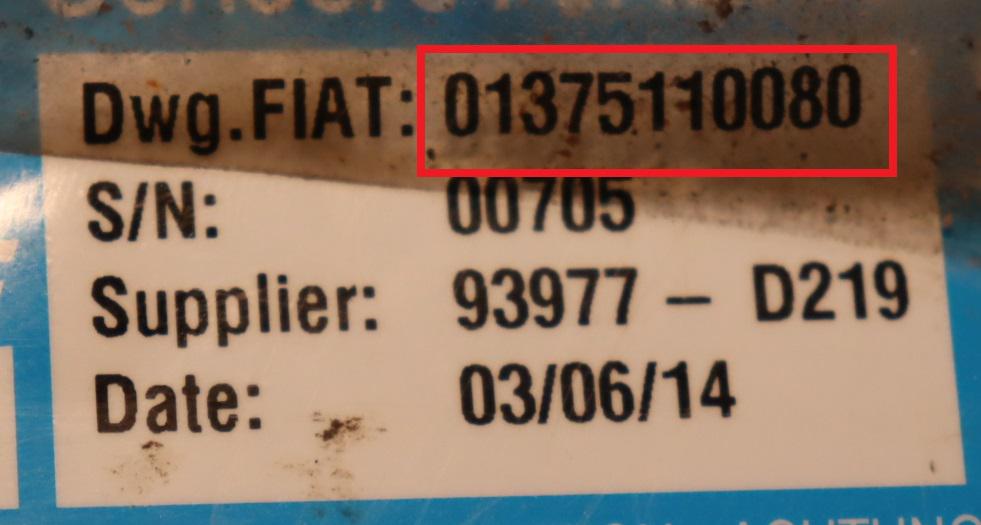 Dwg.FIAT: 01375110080
S/N: 00705
Supplier: 93977 – D219
Date: 03/06/14